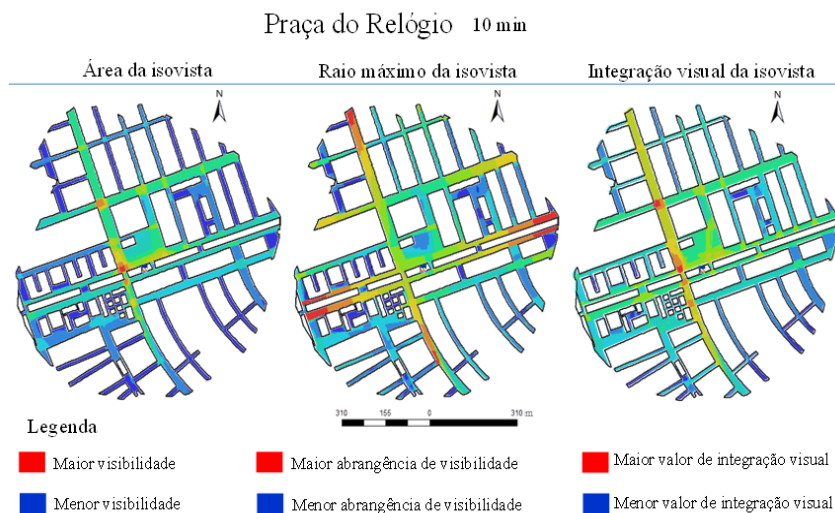 Praça do Relógio 10 min
Área da isovista
Raio máximo da isovista
Integração visual da isovista
N
N
N
310 155 0 310 m
Legenda
Maior visibilidade
Maior abrangência de visibilidade
Maior valor de integração visual
Menor visibilidade
Menor abrangência de visibilidade
Menor valor de integração visual